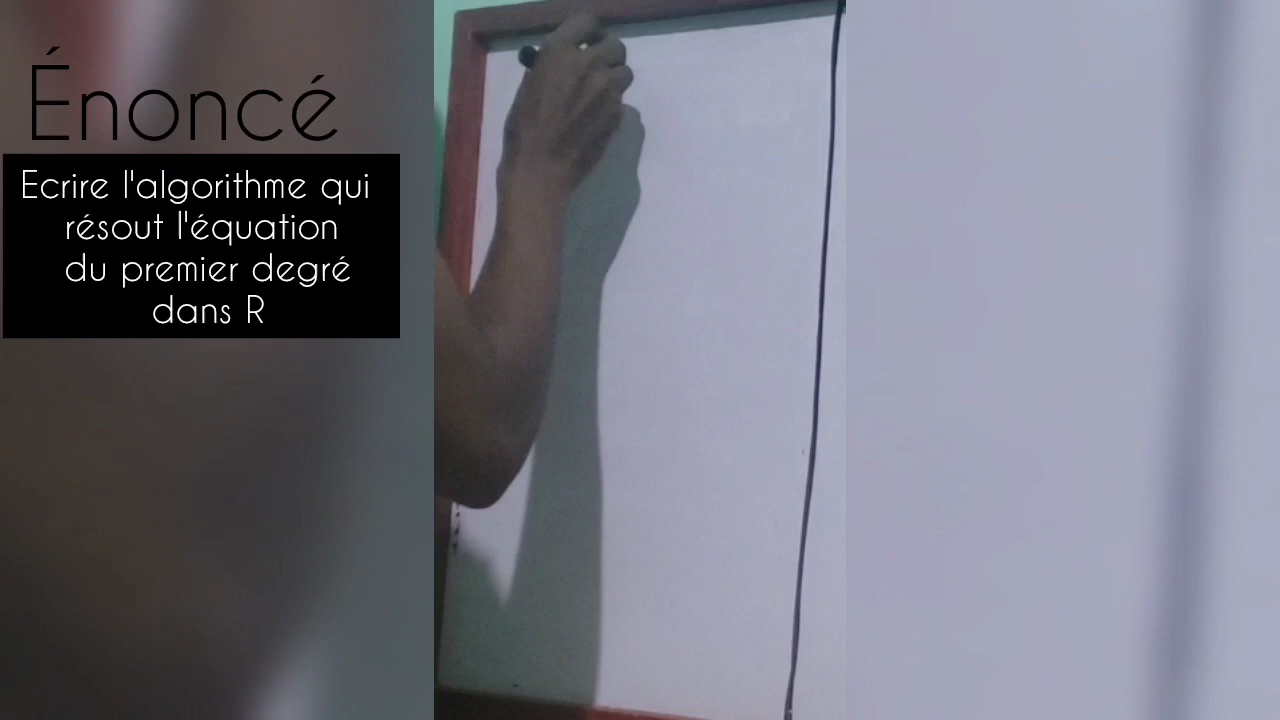 Énoncé
Ecrire l'algorithme qui
résout l'équation
du premier degré
dans R